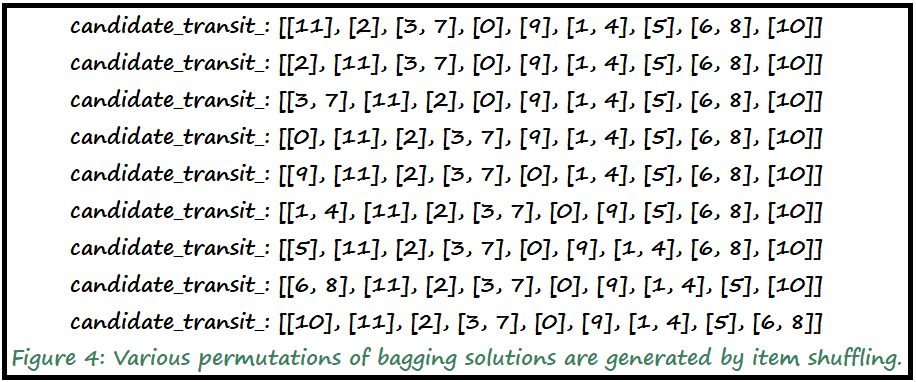 candidate_transit_: [[11], [2], [3, 7], [0], [9], [1, 4], [5], [6, 8], [10]]
candidate_transit_: [[2], [11], [3, 7], [0], [9], [1, 4], [5], [6, 8], [10]]
candidate_transit_: [[3, 7], [11], [2], [0], [9], [1, 4], [5], [6, 8], [10]]
candidate_transit_: [[0], [11], [2], [3, 7], [9], [1, 4], [5], [6, 8], [10]]
candidate_transit_: [[9], [11], [2], [3, 7], [0], [1, 4], [5], [6, 8], [10]]
candidate_transit_: [[1, 4], [11], [2], [3, 7], [0], [9], [5], [6, 8], [10]]
candidate_transit_: [[5], [11], [2], [3, 7], [0], [9], [1, 4], [6, 8], [10]]
candidate_transit_: [[6, 8], [11], [2], [3, 7], [0], [9], [1, 4], [5], [10]]
candidate_transit_: [[10], [11], [2], [3, 7], [0], [9], [1, 4], [5], [6, 8]]
Figure 4: Various permutations of bagging solutions are generated by item shuffling.